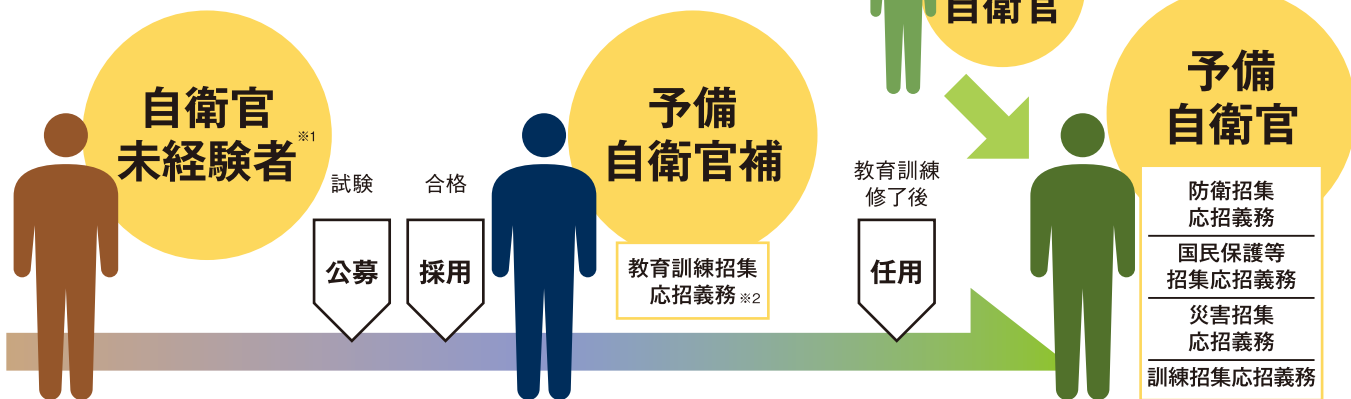 自衛官
未経験者※1
試験
公募
合格
採用
予備
自衛官補
教育訓練招集
応招義務※2
教育訓練
修了後
任用
自衛官
予備
自衛官
防衛招集
応招義務
国民保護等
招集応招義務
災害招集
応招義務
訓練招集応招義務